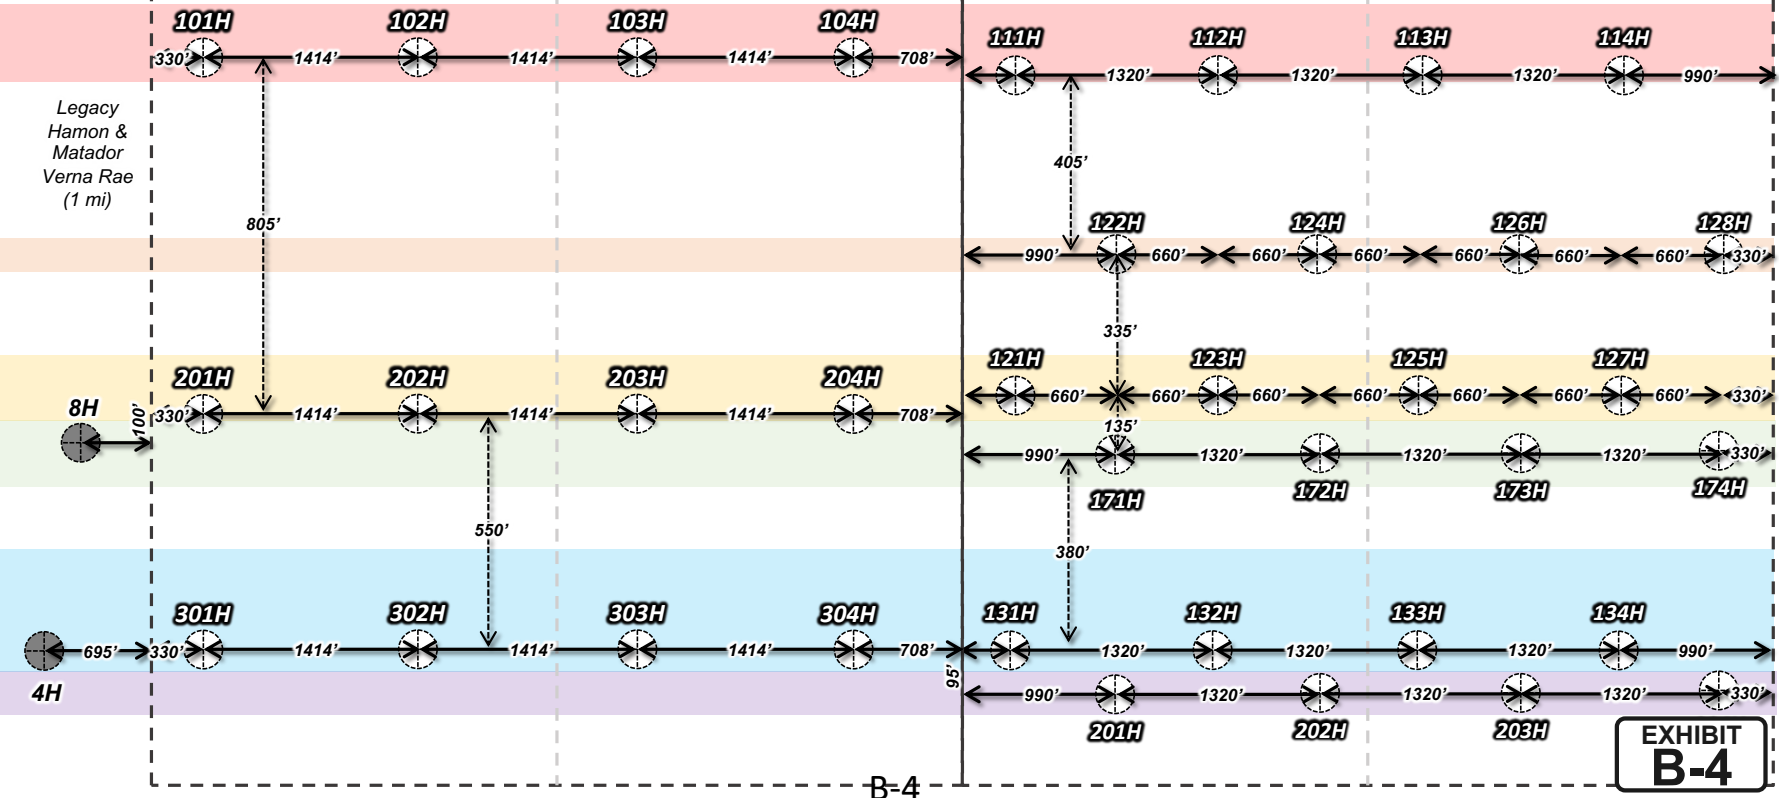 101H 102H 103H 104H
111H 112H 113H 114H
330' 1414' 1414' 1414' 708'
1320' 1320' 1320' 990'
Legacy
Hamon &
Matador
Verna Rae
(1 mi)
405'
805'
122H 124H 126H 128H
990' 660' 660' 660' 660' 660' 660' 330'
335'
121H 123H 125H 127H
201H 202H 203H 204H
660' 660' 660' 660' 660' 660' 660' 330'
8H
100'
330' 1414' 1414' 1414' 708'
135'
990' 1320' 1320' 1320' 330'
171H 172H 173H 174H
550'
380'
301H 302H 303H 304H
131H 132H 133H 134H
695' 330' 1414' 1414' 1414' 708'
1320' 1320' 1320' 990'
4H
95'
990' 1320' 1320' 1320' 330'
201H 202H 203H
EXHIBIT
B-4
B-4